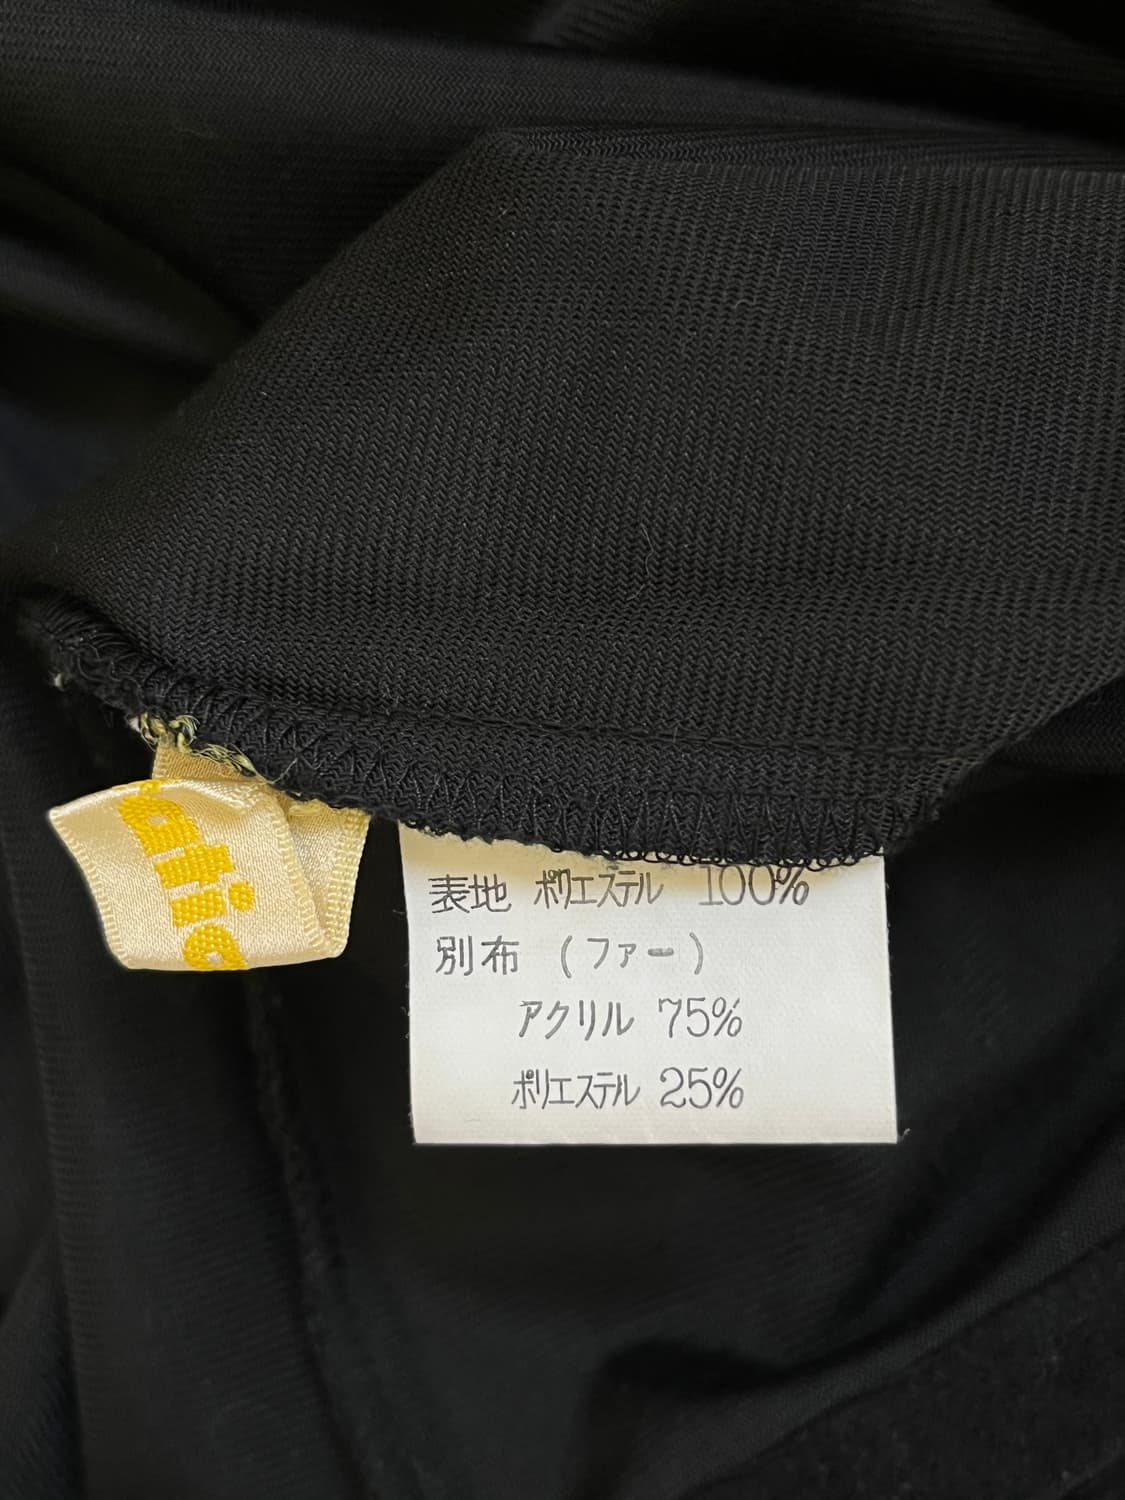 表地 ポリエステル 100%
別布 (ファー)
アクリル 75%
ポリエステル 25%